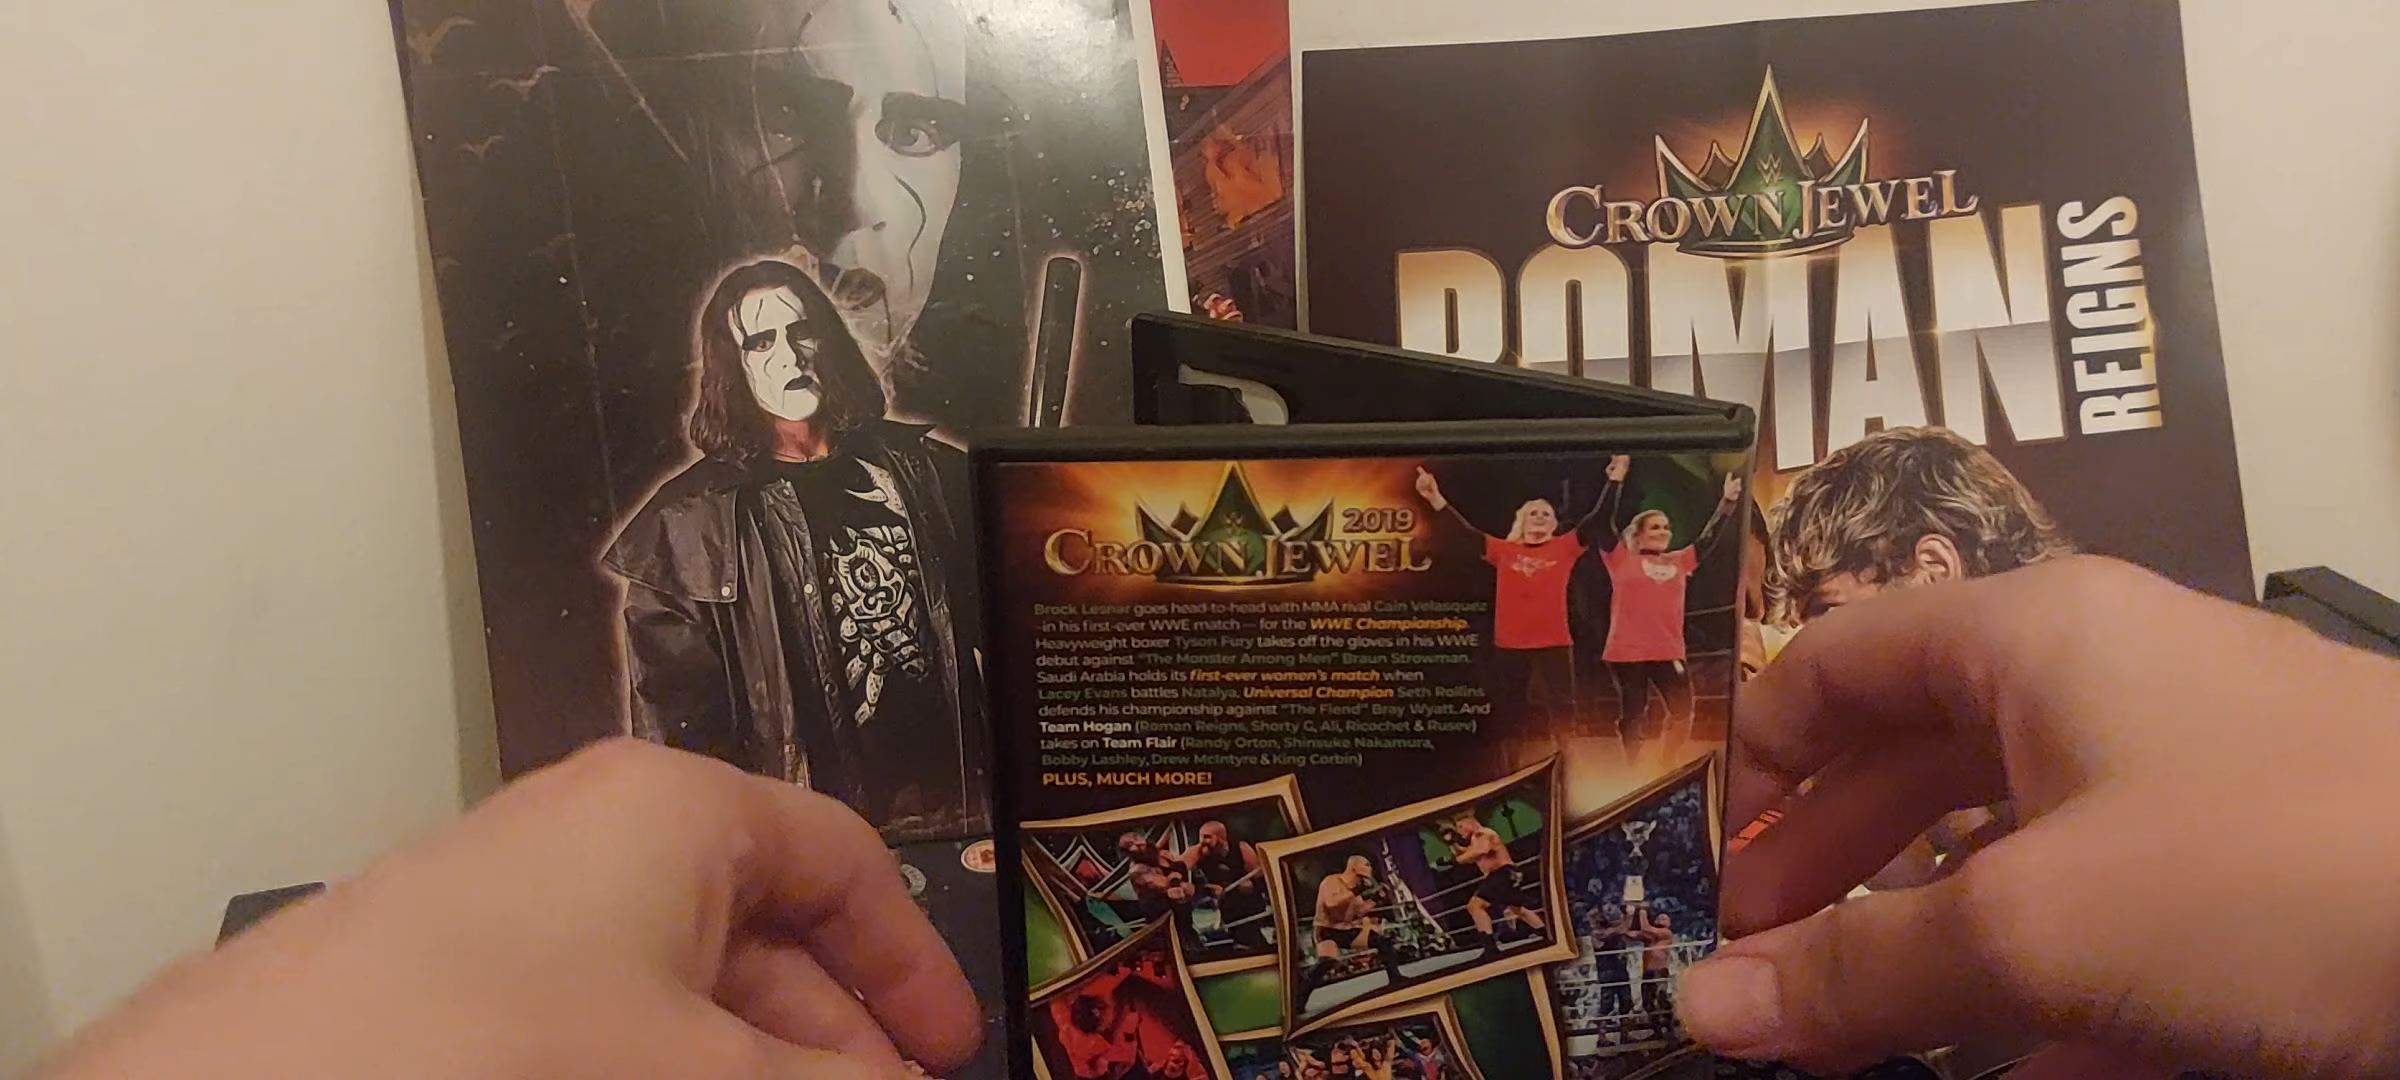 CROWN JEWEL
ROMAN
REIGNS
2019
CROWN JEWEL
Brock Lesnar goes head-to-head with MMA rival Cain Velasquez
-in his first-ever WWE match — for the WWE Championship.
Heavyweight boxer Tyson Fury takes off the gloves in his WWE
debut against "The Monster Among Men" Braun Strowman.
Saudi Arabia holds its first-ever women's match when
Lacey Evans battles Natalya. Universal Champion Seth Rollins
defends his championship against "The Fiend" Bray Wyatt. And
Team Hogan (Roman Reigns, Shorty G, Ali, Ricochet & Rusev)
takes on Team Flair (Randy Orton, Shinsuke Nakamura,
Bobby Lashley, Drew McIntyre & King Corbin)
PLUS, MUCH MORE!